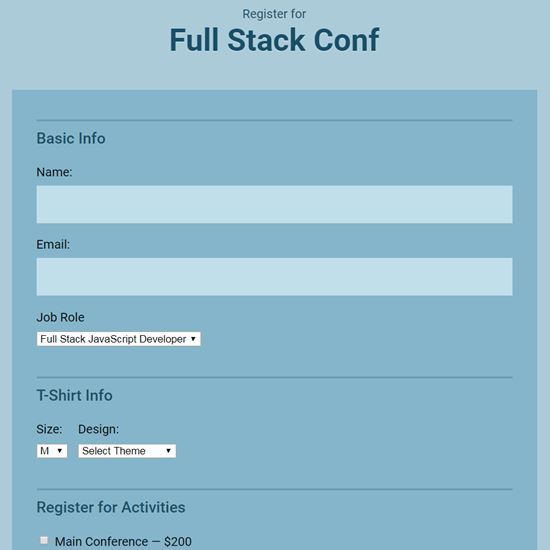 Register for
Full Stack Conf
Basic Info
Name:
Email:
Job Role
Full Stack JavaScript Developer
T-Shirt Info
Size: Design:
M Select Theme
Register for Activities
Main Conference — $200